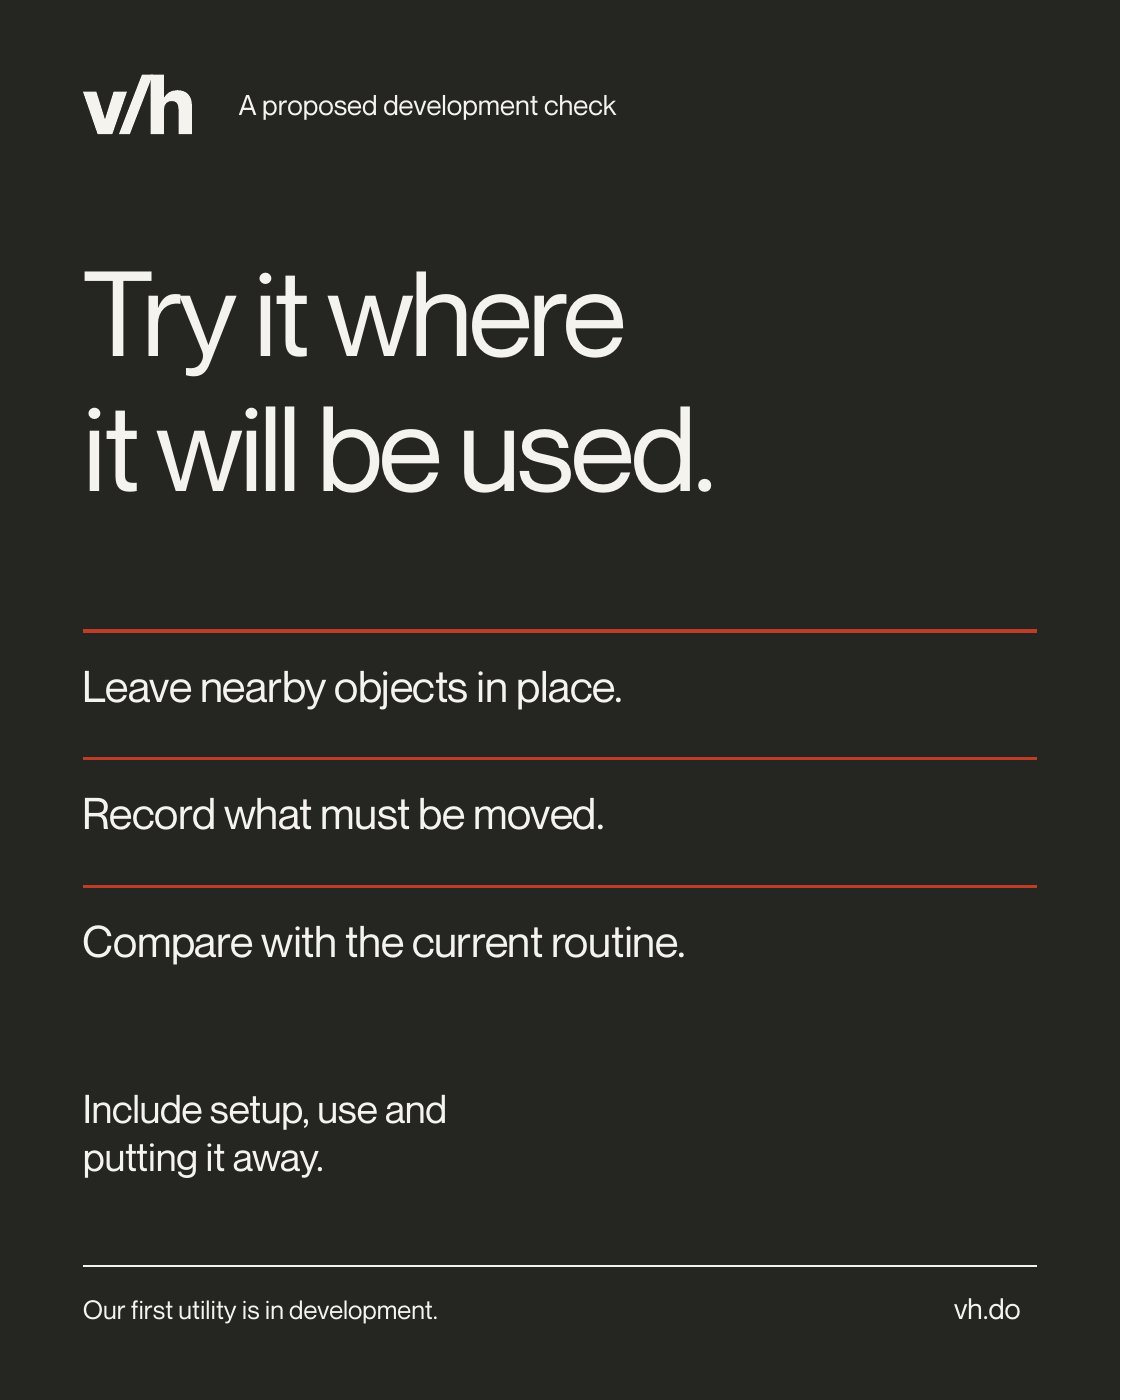 v/h
A proposed development check
Try it where
it will be used.
Leave nearby objects in place.
Record what must be moved.
Compare with the current routine.
Include setup, use and
putting it away.
Our first utility is in development.
vh.do